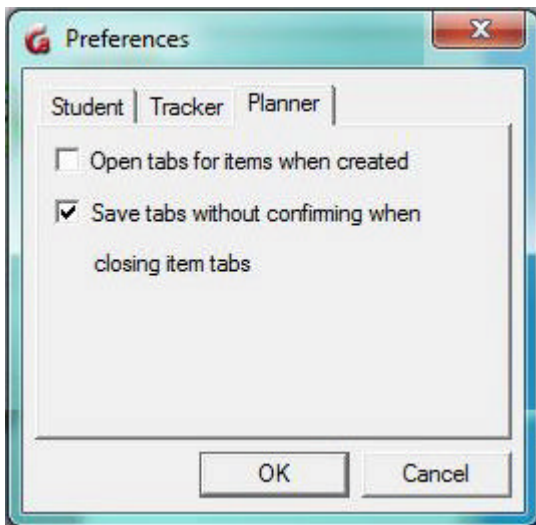 Preferences
Student Tracker Planner
Open tabs for items when created
Save tabs without confirming when
closing item tabs
OK Cancel